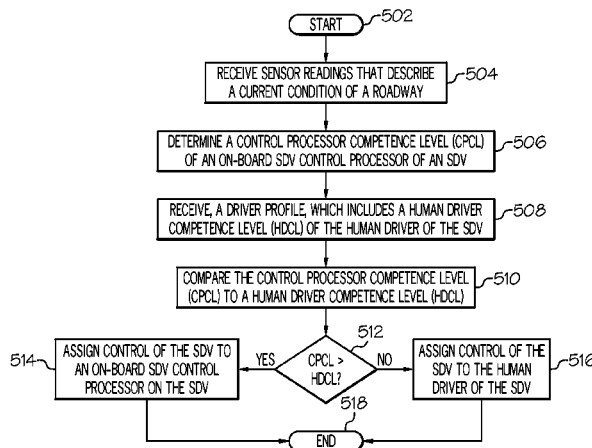 START
502
RECEIVE SENSOR READINGS THAT DESCRIBE
A CURRENT CONDITION OF A ROADWAY
504
DETERMINE A CONTROL PROCESSOR COMPETENCE LEVEL (CPCL)
OF AN ON-BOARD SDV CONTROL PROCESSOR OF AN SDV
506
RECEIVE, A DRIVER PROFILE, WHICH INCLUDES A HUMAN DRIVER
COMPETENCE LEVEL (HDCL) OF THE HUMAN DRIVER OF THE SDV
508
COMPARE THE CONTROL PROCESSOR COMPETENCE LEVEL
(CPCL) TO A HUMAN DRIVER COMPETENCE LEVEL (HDCL)
510
512
514
ASSIGN CONTROL OF THE SDV TO
AN ON-BOARD SDV CONTROL
PROCESSOR ON THE SDV
YES
CPCL >
HDCL?
NO
ASSIGN CONTROL OF THE
SDV TO THE HUMAN
DRIVER OF THE SDV
516
518
END